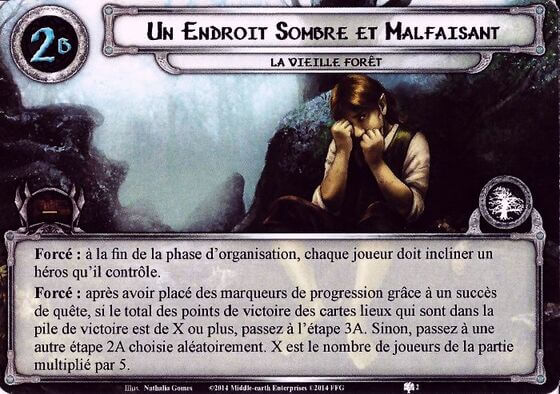 2B
Un Endroit Sombre et Malfaisant
La Vieille Forêt
Forcé : à la fin de la phase d'organisation, chaque joueur doit incliner un
héros qu'il contrôle.
Forcé : après avoir placé des marqueurs de progression grâce à un succès
de quête, si le total des points de victoire des cartes lieux qui sont dans la
pile de victoire est de X ou plus, passez à l'étape 3A. Sinon, passez à une
autre étape 2A choisie aléatoirement. X est le nombre de joueurs de la partie
multiplié par 5.
Illus. Nathalia Gomes ©2014 Middle-earth Enterprises ©2014 FFG 2